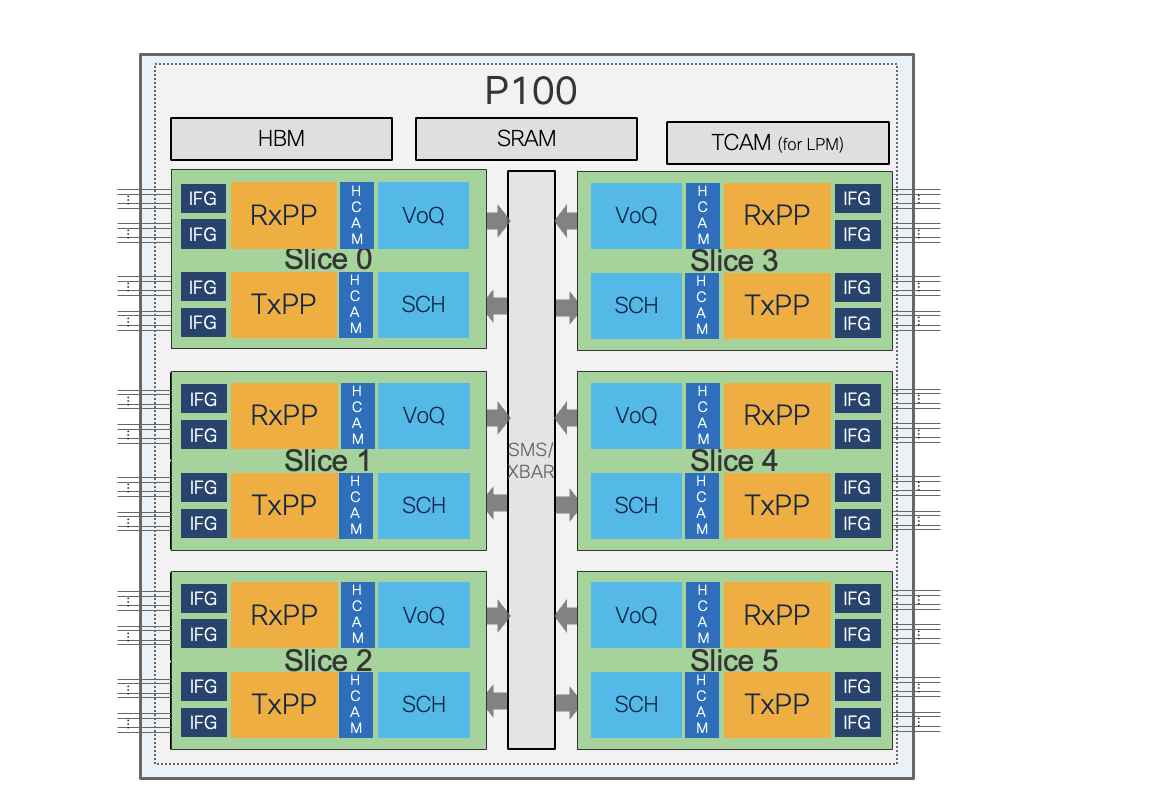 P100
HBM
SRAM
TCAM (for LPM)
IFG
IFG
RxPP
HCAM
VoQ
Slice 0
IFG
IFG
TxPP
HCAM
SCH
IFG
IFG
RxPP
HCAM
VoQ
Slice 1
IFG
IFG
TxPP
HCAM
SCH
IFG
IFG
RxPP
HCAM
VoQ
Slice 2
IFG
IFG
TxPP
HCAM
SCH
SMS/
XBAR
VoQ
HCAM
RxPP
IFG
IFG
Slice 3
SCH
HCAM
TxPP
IFG
IFG
VoQ
HCAM
RxPP
IFG
IFG
Slice 4
SCH
HCAM
TxPP
IFG
IFG
VoQ
HCAM
RxPP
IFG
IFG
Slice 5
SCH
HCAM
TxPP
IFG
IFG